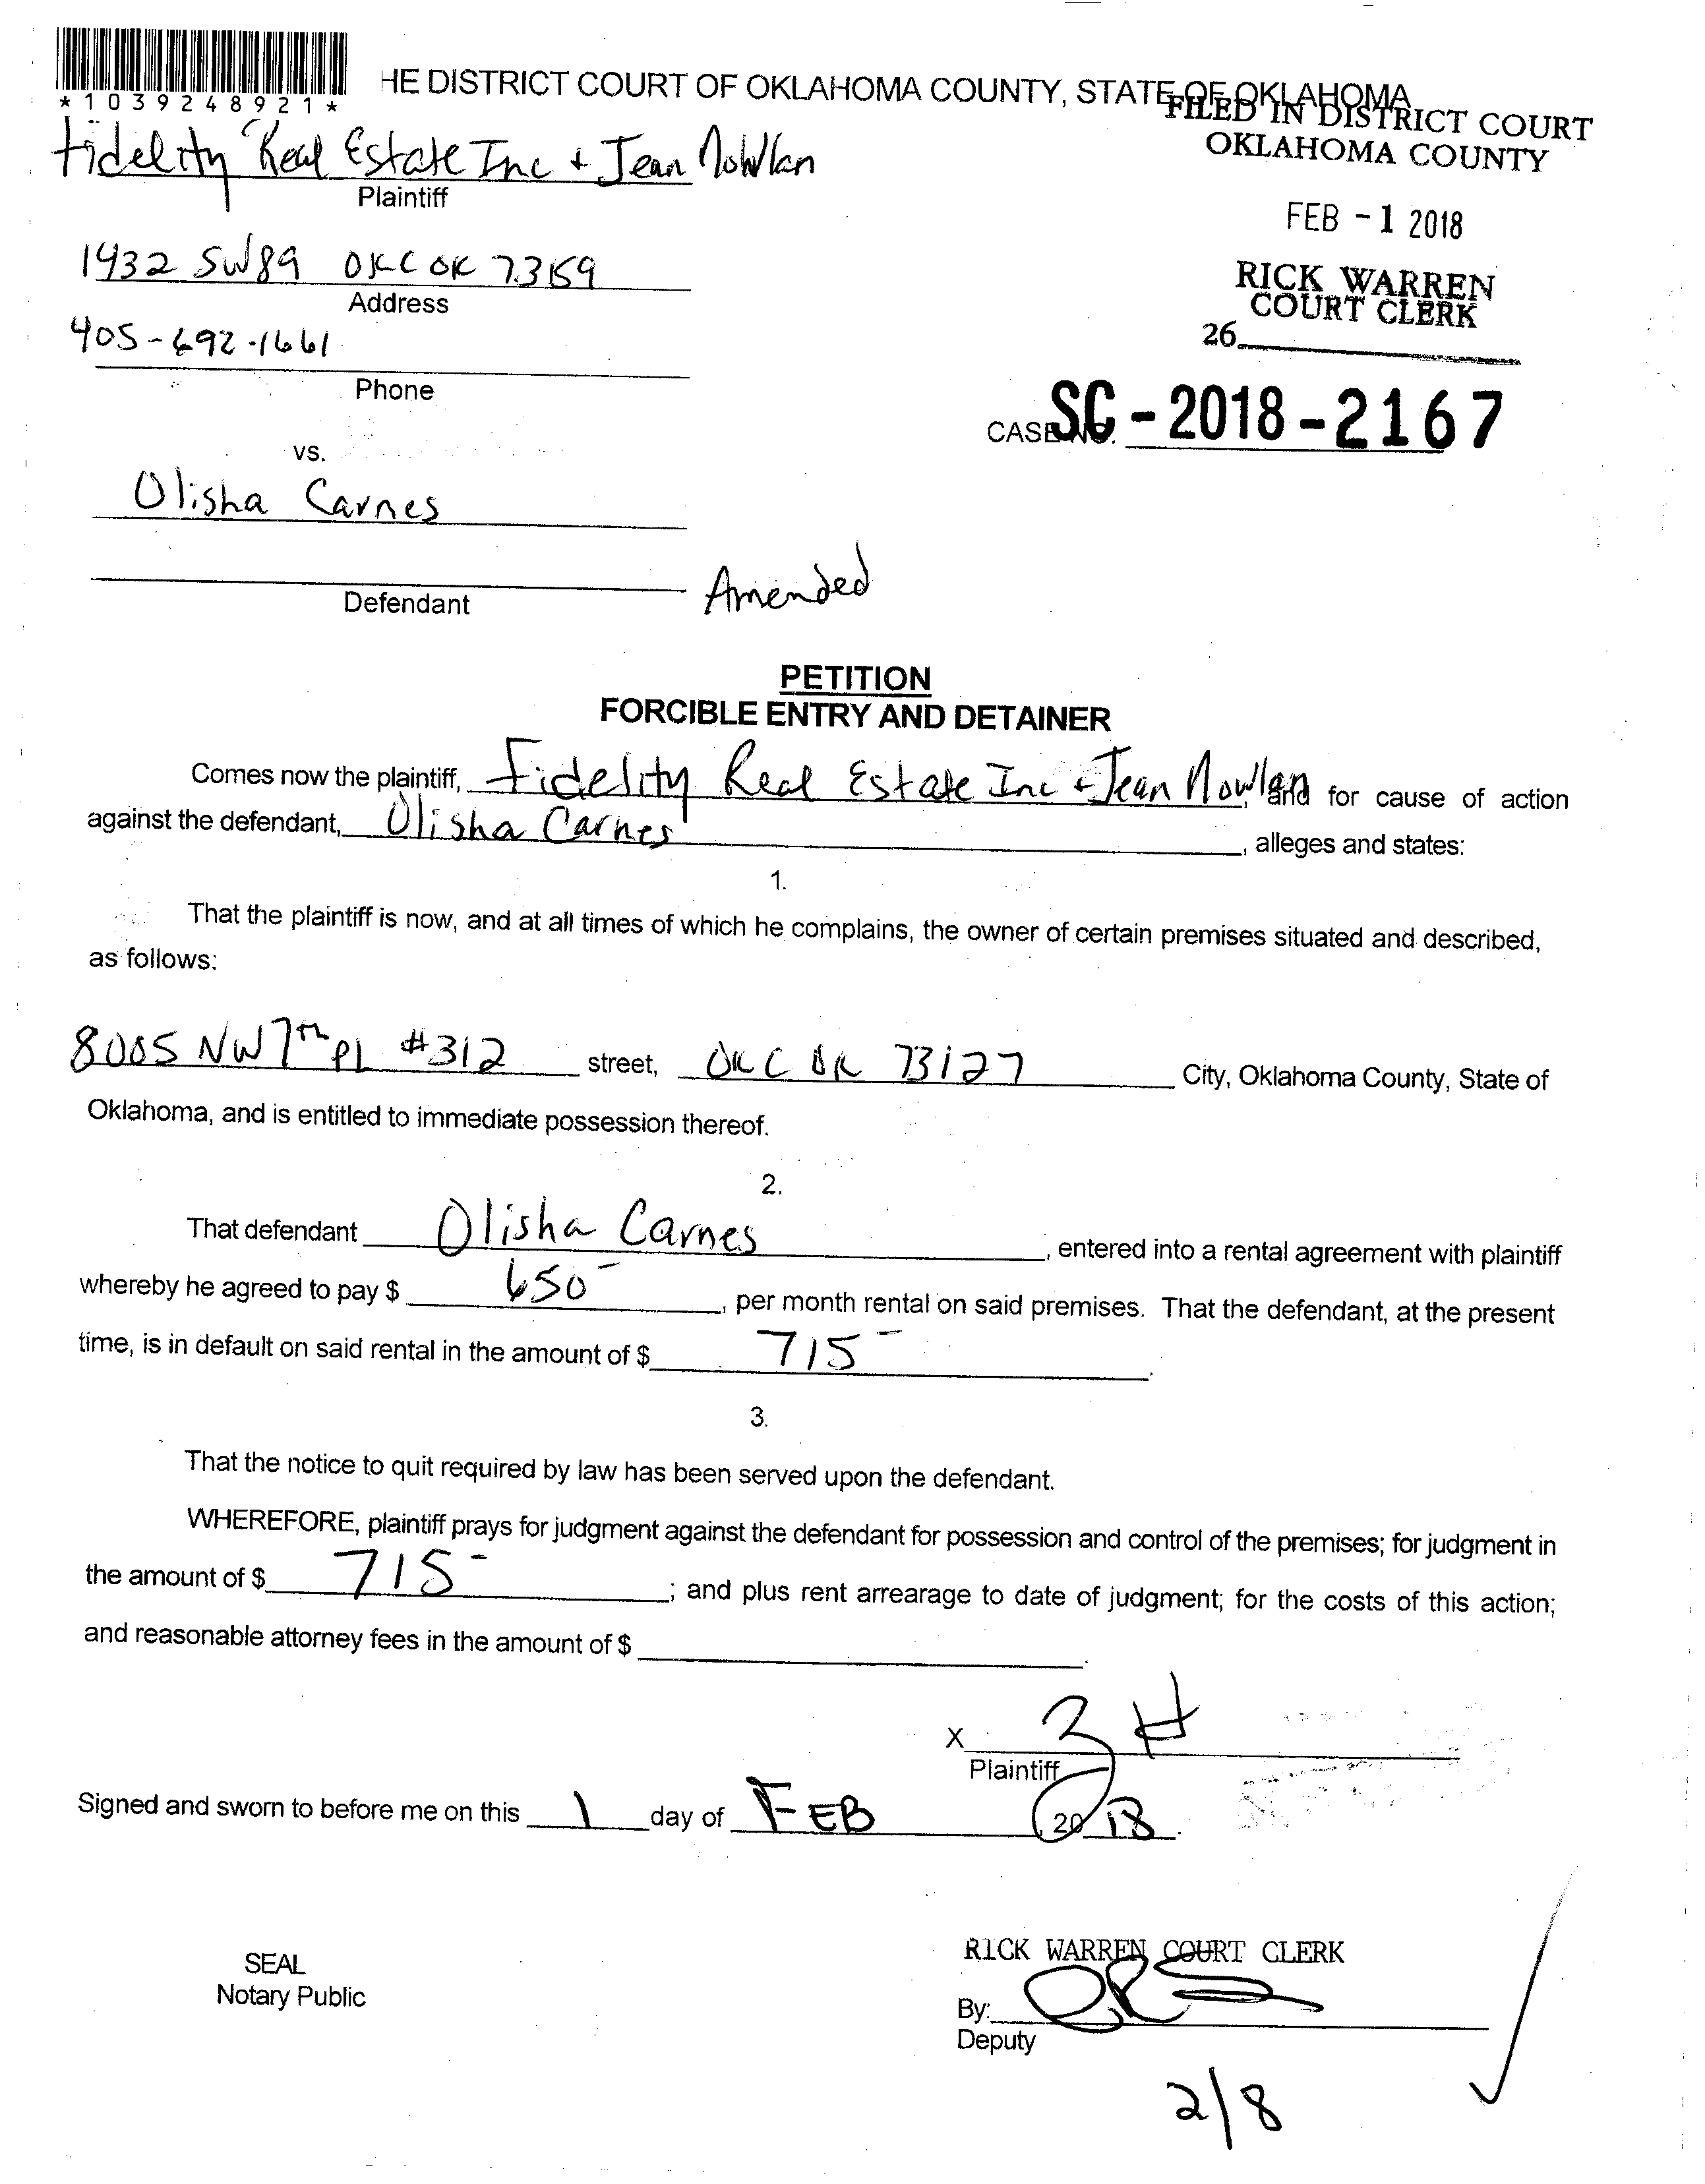 *1039248921*
HE DISTRICT COURT OF OKLAHOMA COUNTY, STATE OF OKLAHOMA
FILED IN DISTRICT COURT
OKLAHOMA COUNTY
Fidelity Real Estate Inc + Jean Nowlan
Plaintiff
FEB -1 2018
1432 SW 89 OKC OK 73159
Address
RICK WARREN
COURT CLERK
405-692-1661
26
Phone
CASE NO. SC-2018-2167
vs.
Olisha Carnes
Defendant
Amended
PETITION
FORCIBLE ENTRY AND DETAINER
Comes now the plaintiff, Fidelity Real Estate Inc + Jean Nowlan, and for cause of action
against the defendant, Olisha Carnes, alleges and states:
1.
That the plaintiff is now, and at all times of which he complains, the owner of certain premises situated and described,
as follows:
8005 NW 7th PL #312 street, OKC OK 73127 City, Oklahoma County, State of
Oklahoma, and is entitled to immediate possession thereof.
2.
That defendant Olisha Carnes, entered into a rental agreement with plaintiff
whereby he agreed to pay $ 650-, per month rental on said premises. That the defendant, at the present
time, is in default on said rental in the amount of $ 715-.
3.
That the notice to quit required by law has been served upon the defendant.
WHEREFORE, plaintiff prays for judgment against the defendant for possession and control of the premises; for judgment in
the amount of $ 715-; and plus rent arrearage to date of judgment; for the costs of this action;
and reasonable attorney fees in the amount of $ .
X
Plaintiff
Signed and sworn to before me on this 1 day of FEB, 2018.
RICK WARREN COURT CLERK
SEAL
Notary Public
By:
Deputy
2/8